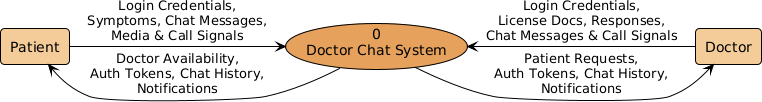 Login Credentials,
Symptoms, Chat Messages,
Media & Call Signals
Login Credentials,
License Docs, Responses,
Chat Messages & Call Signals
Patient
0
Doctor Chat System
Doctor
Doctor Availability,
Auth Tokens, Chat History,
Notifications
Patient Requests,
Auth Tokens, Chat History,
Notifications